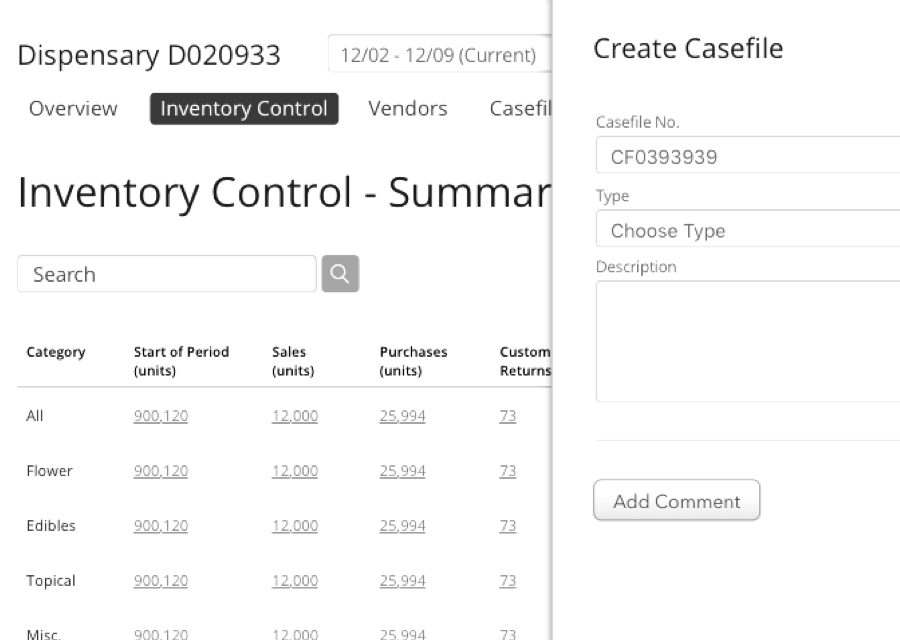 Dispensary D020933
12/02 - 12/09 (Current)
Overview Inventory Control Vendors Casefil
Inventory Control - Summar
Search
Category Start of Period (units) Sales (units) Purchases (units) Custom Returns
All 900,120 12,000 25,994 73
Flower 900,120 12,000 25,994 73
Edibles 900,120 12,000 25,994 73
Topical 900,120 12,000 25,994 73
Misc. 900,120 12,000 25,994 73
Create Casefile
Casefile No.
CF0393939
Type
Choose Type
Description
Add Comment